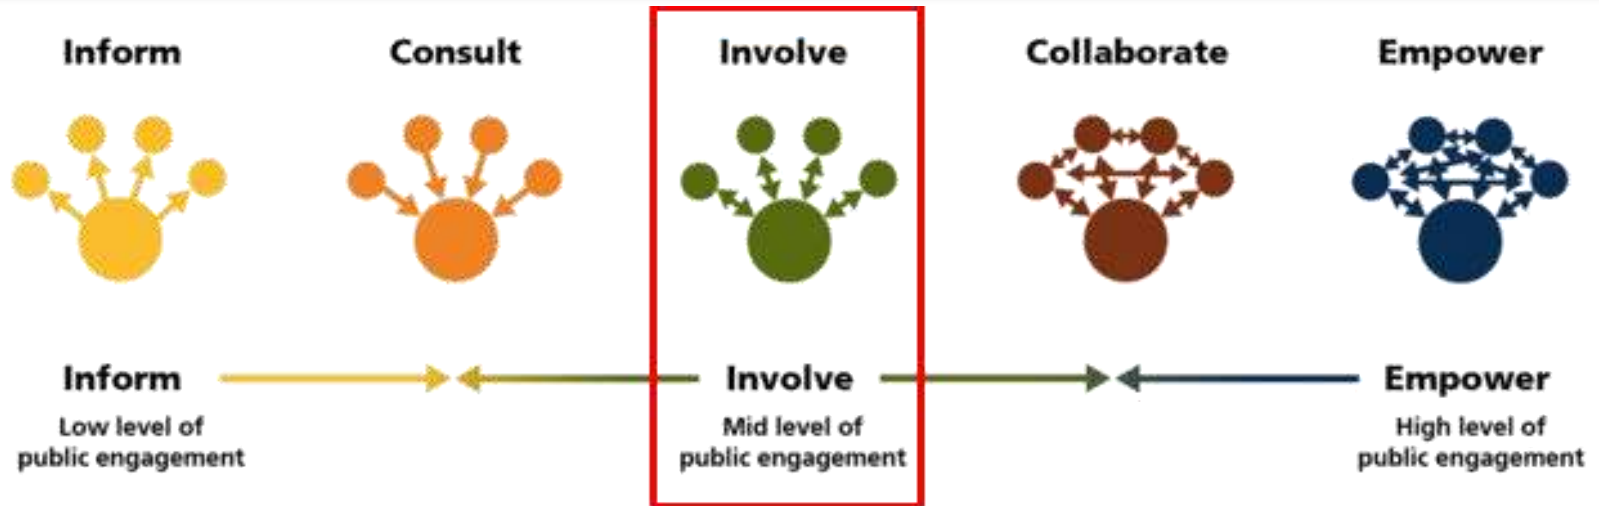 Inform
Consult
Involve
Collaborate
Empower
Inform
Involve
Empower
Low level of
public engagement
Mid level of
public engagement
High level of
public engagement